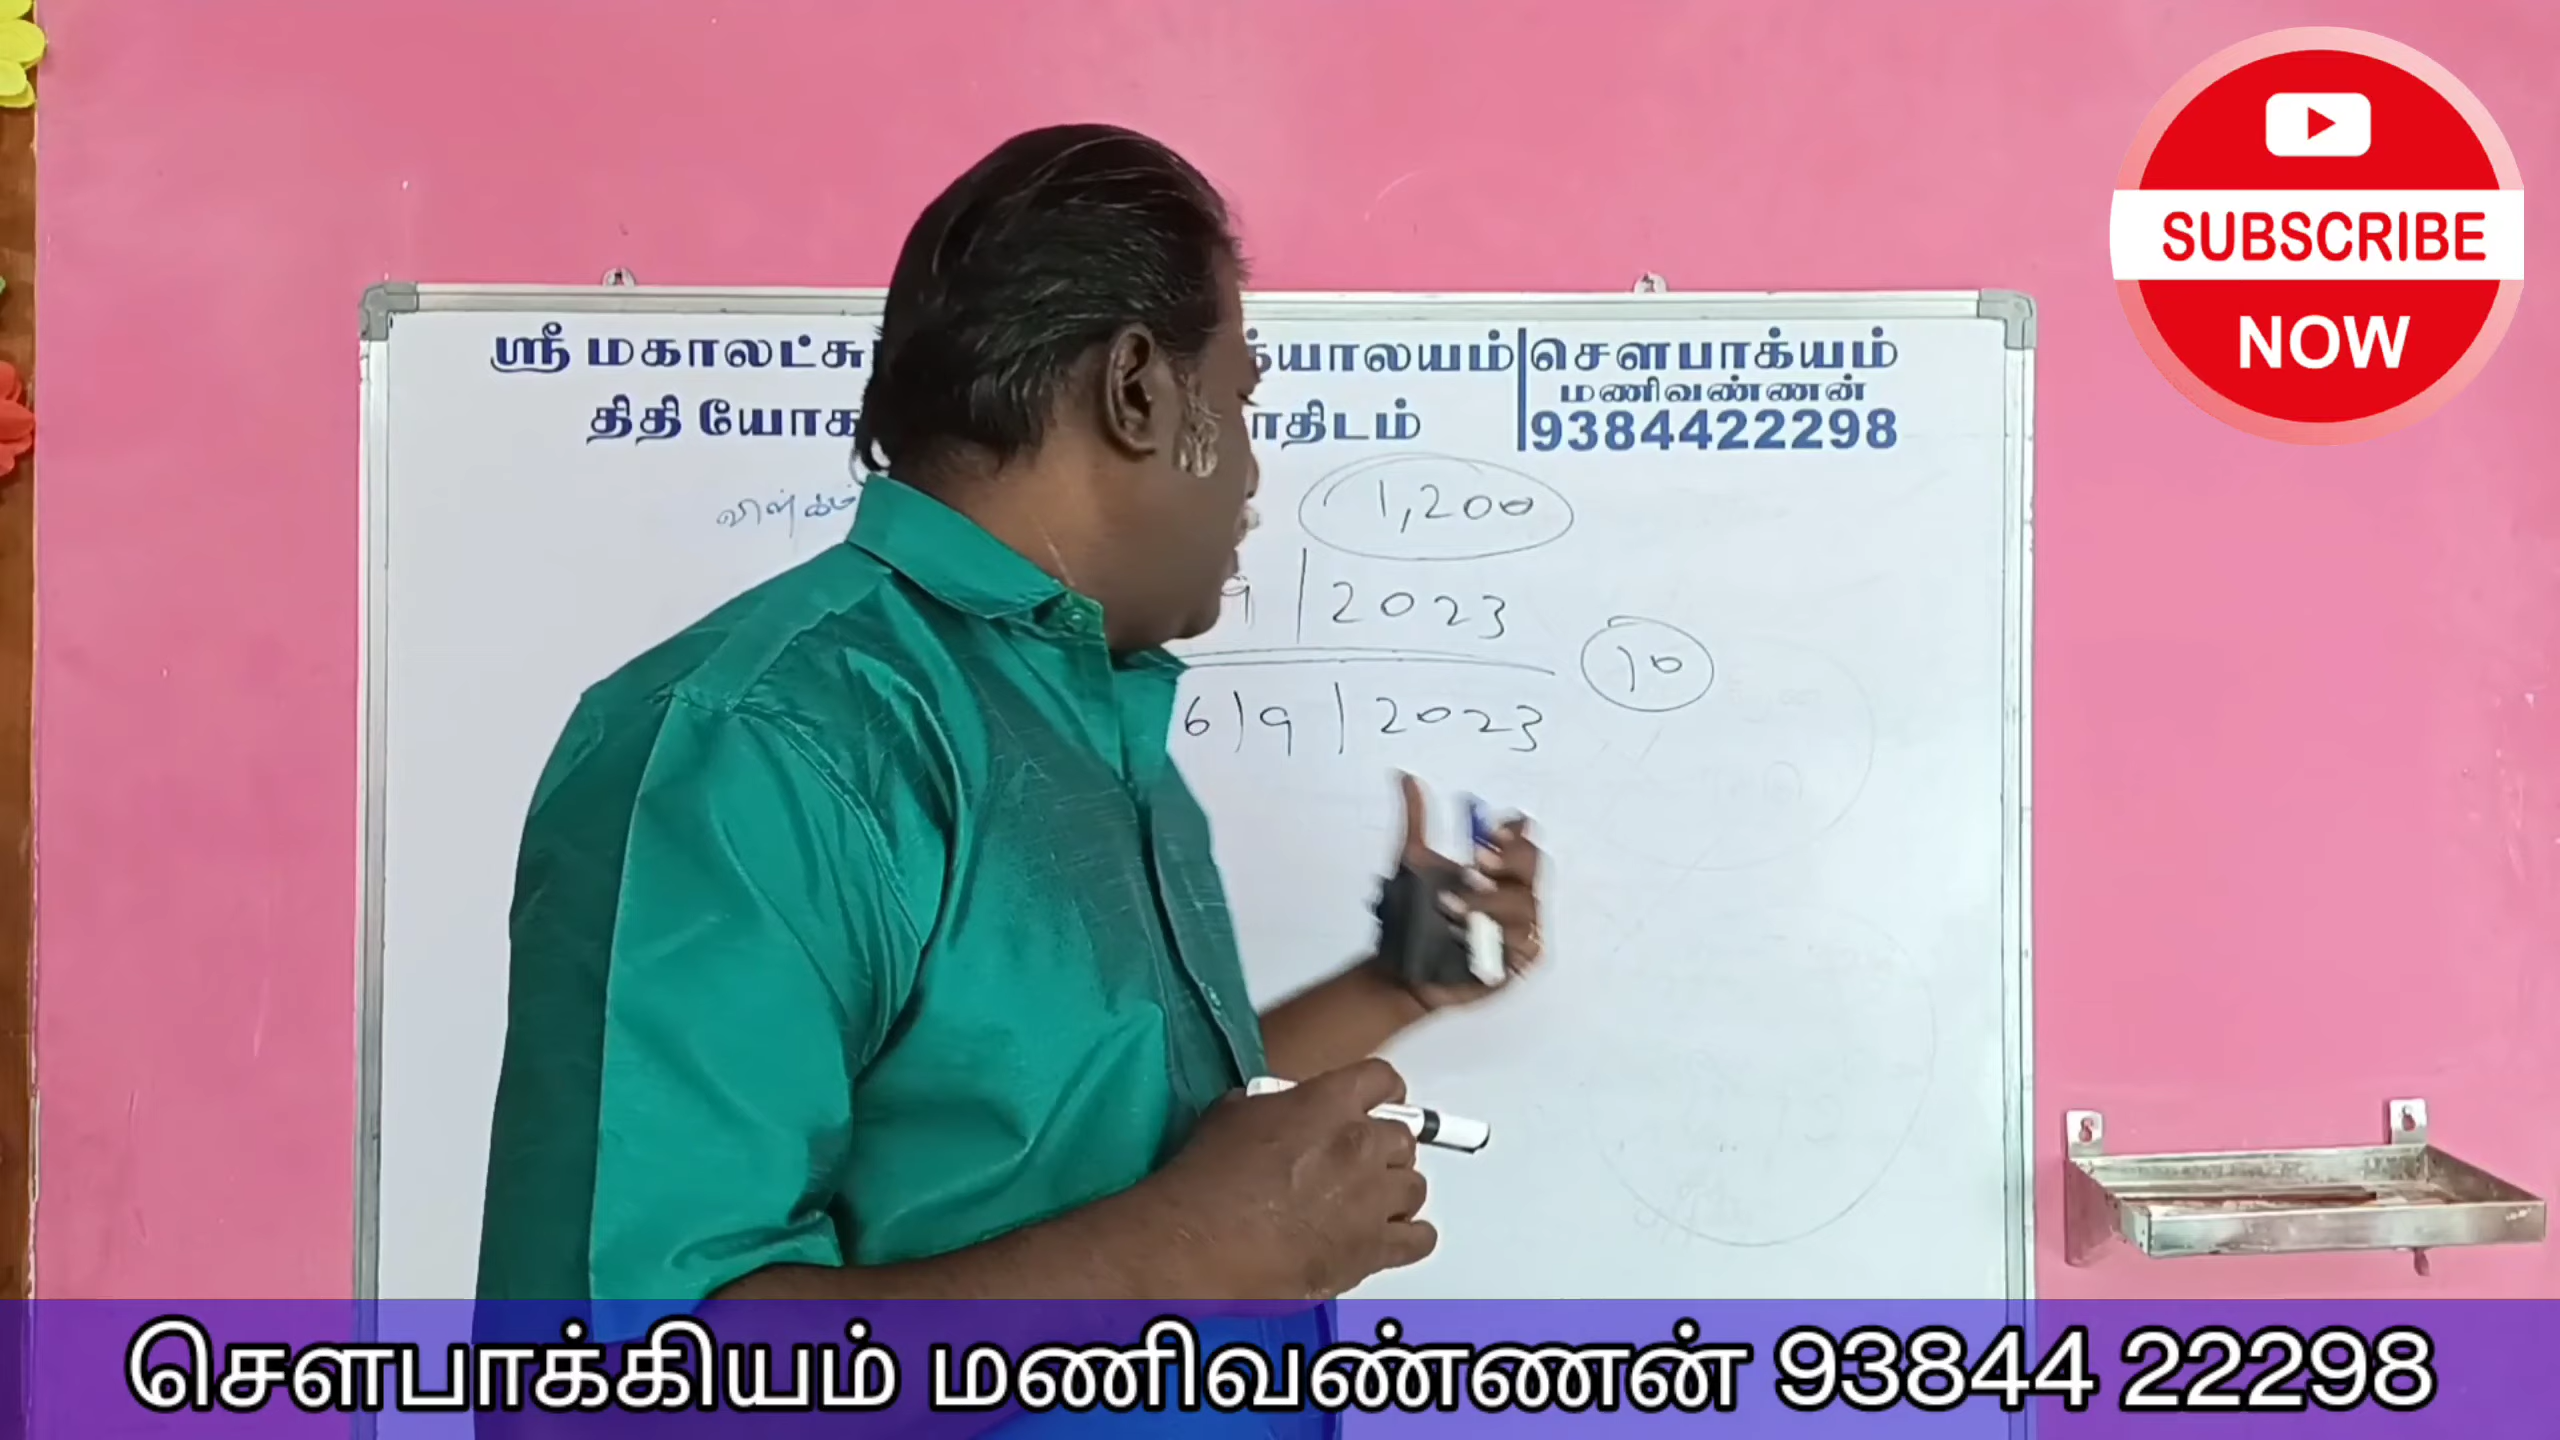 SUBSCRIBE
NOW
ஸ்ரீ மகாலட்சு க்யாலயம் சௌபாக்யம்
மணிவண்ணன்
திதி யோக ாதிடம் 9384422298
1,200
9 | 2023
10
6 | 9 | 2023
சௌபாக்கியம் மணிவண்ணன் 93844 22298